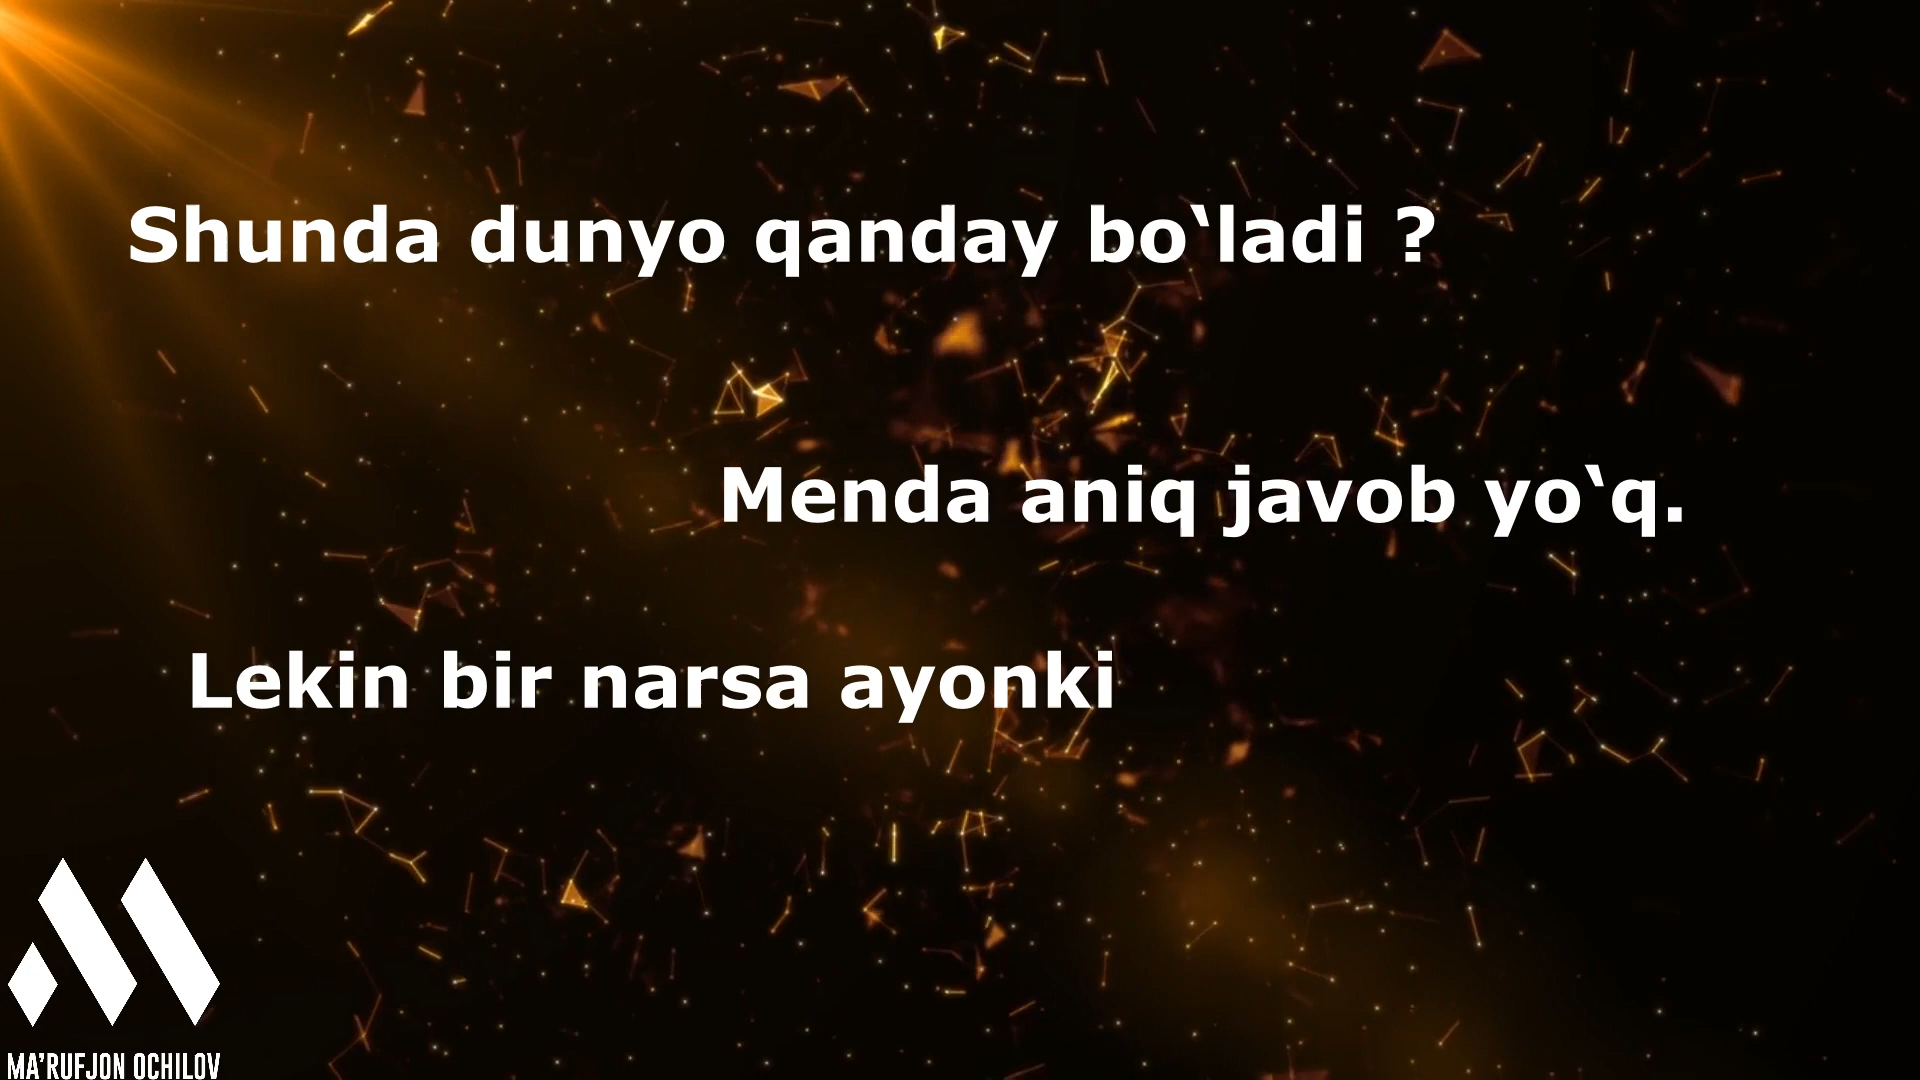 Shunda dunyo qanday bo‘ladi ?
Menda aniq javob yo‘q.
Lekin bir narsa ayonki
MA'RUFJON OCHILOV